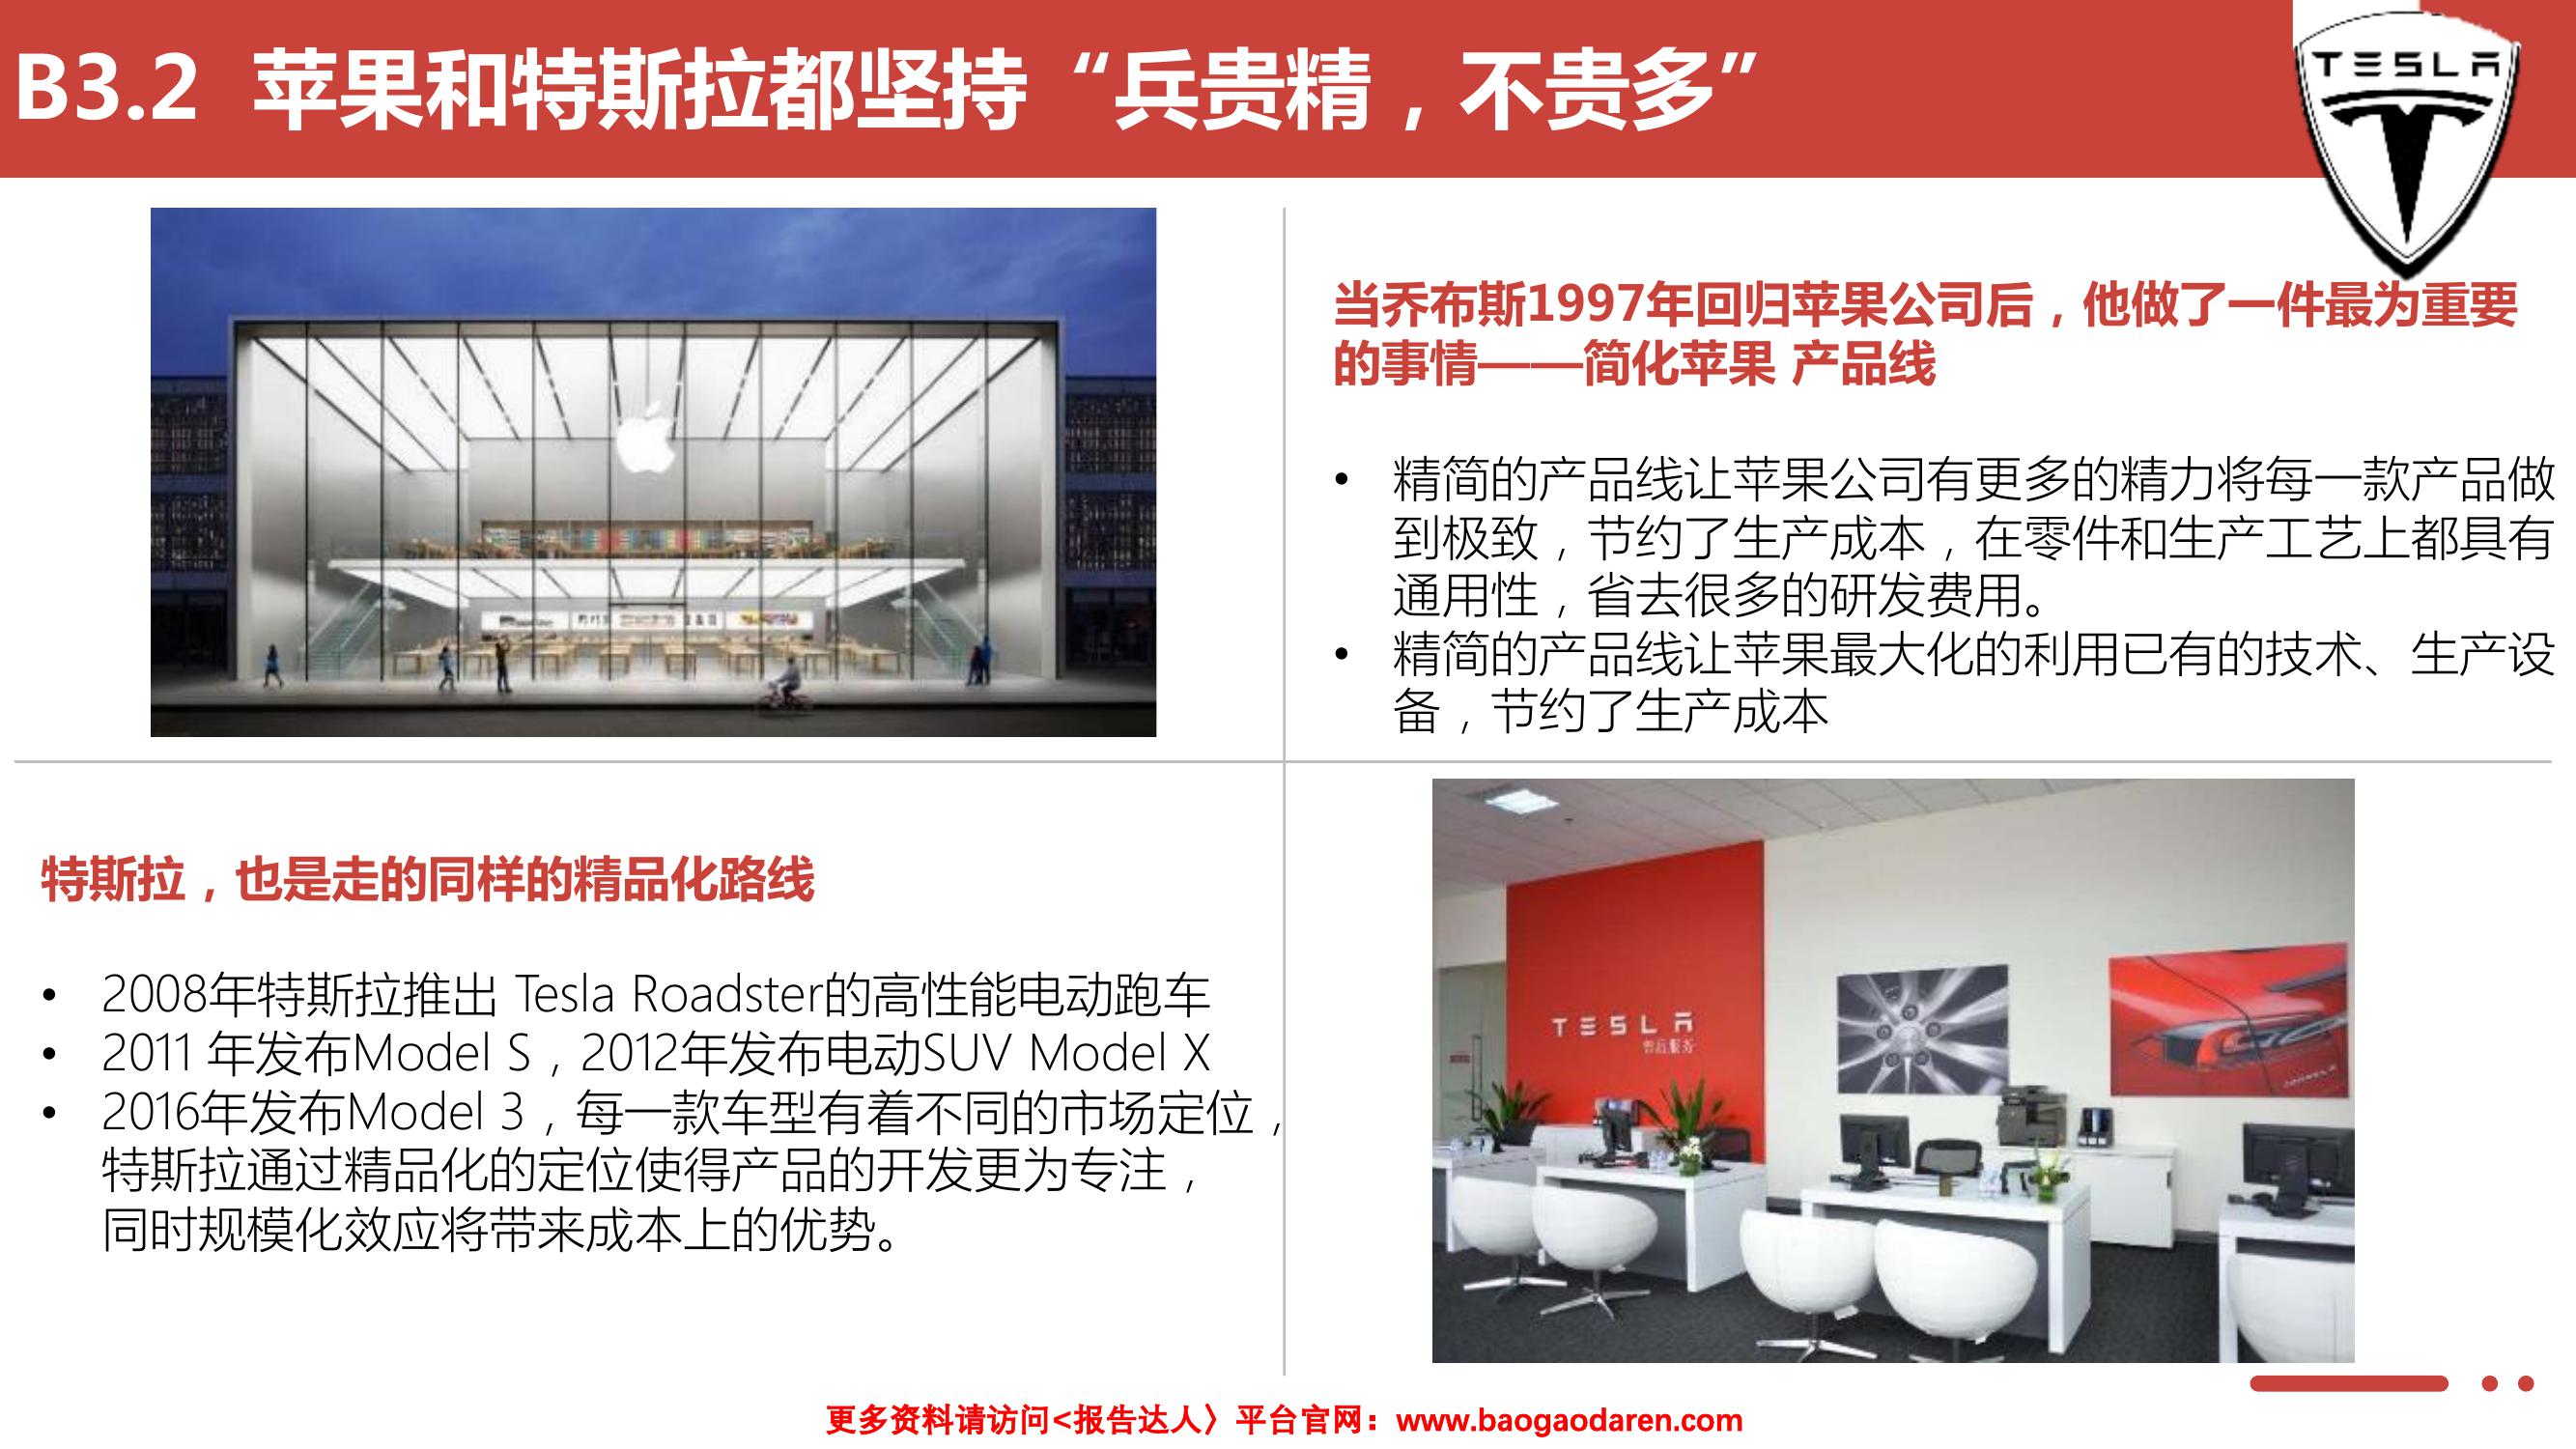 B3.2 苹果和特斯拉都坚持“兵贵精，不贵多”
TESLA
当乔布斯1997年回归苹果公司后，他做了一件最为重要
的事情——简化苹果 产品线
• 精简的产品线让苹果公司有更多的精力将每一款产品做
到极致，节约了生产成本，在零件和生产工艺上都具有
通用性，省去很多的研发费用。
• 精简的产品线让苹果最大化的利用已有的技术、生产设
备，节约了生产成本
特斯拉，也是走的同样的精品化路线
• 2008年特斯拉推出 Tesla Roadster的高性能电动跑车
• 2011 年发布Model S，2012年发布电动SUV Model X
• 2016年发布Model 3，每一款车型有着不同的市场定位，
特斯拉通过精品化的定位使得产品的开发更为专注，
同时规模化效应将带来成本上的优势。
TESLA
售后服务
更多资料请访问<报告达人〉平台官网：www.baogaodaren.com